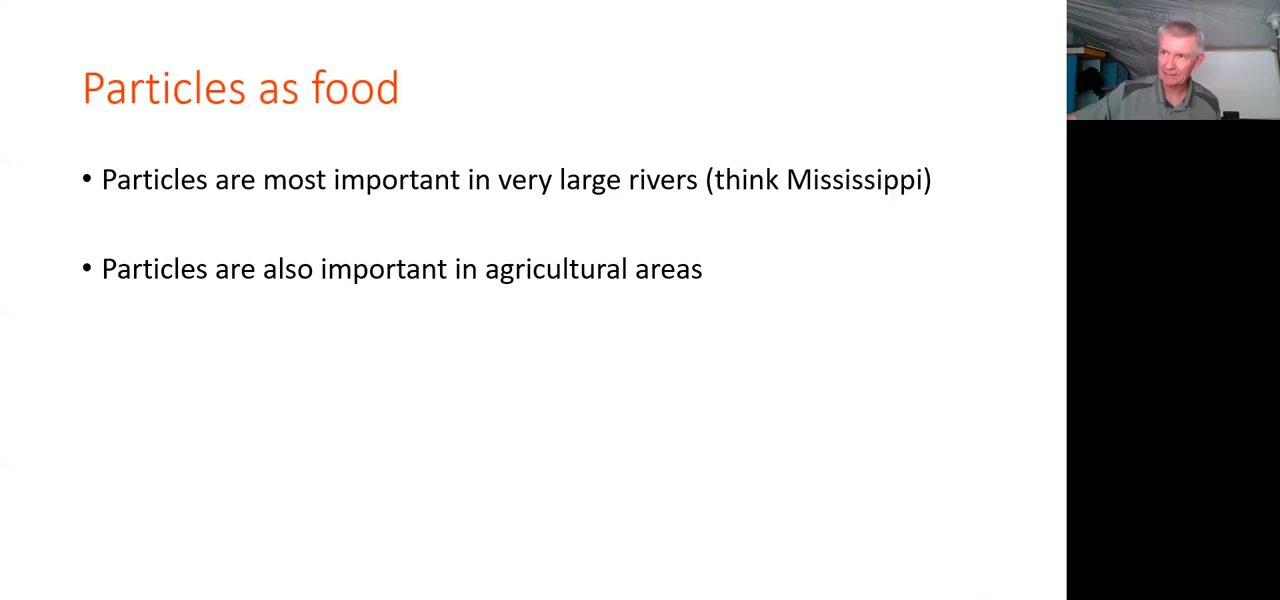 Particles as food
• Particles are most important in very large rivers (think Mississippi)
• Particles are also important in agricultural areas